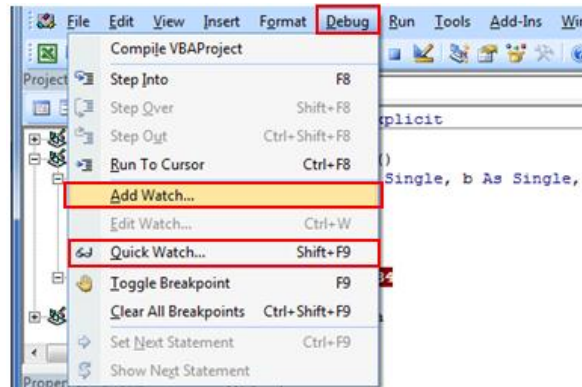 File Edit View Insert Format Debug Run Tools Add-Ins
Compile VBAProject
Project
Step Into F8
Step Over Shift+F8
Step Out Ctrl+Shift+F8
Run To Cursor Ctrl+F8
()
Single, b As Single,
Add Watch...
Edit Watch... Ctrl+W
Quick Watch... Shift+F9
Toggle Breakpoint F9
Clear All Breakpoints Ctrl+Shift+F9
Set Next Statement Ctrl+F9
Show Next Statement